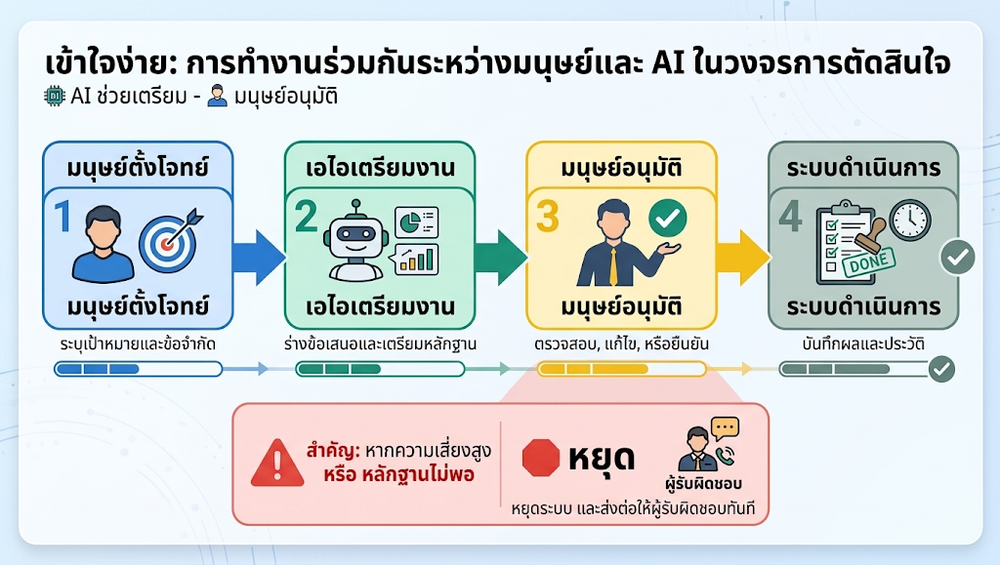 เข้าใจง่าย: การทำงานร่วมกันระหว่างมนุษย์และ AI ในวงจรการตัดสินใจ
AI ช่วยเตรียม - มนุษย์อนุมัติ
มนุษย์ตั้งโจทย์
1
มนุษย์ตั้งโจทย์
ระบุเป้าหมายและข้อจำกัด
เอไอเตรียมงาน
2
เอไอเตรียมงาน
ร่างข้อเสนอและเตรียมหลักฐาน
มนุษย์อนุมัติ
3
มนุษย์อนุมัติ
ตรวจสอบ, แก้ไข, หรือยืนยัน
ระบบดำเนินการ
4
DONE
ระบบดำเนินการ
บันทึกผลและประวัติ
สำคัญ: หากความเสี่ยงสูง
หรือ หลักฐานไม่พอ
หยุด
ผู้รับผิดชอบ
หยุดระบบ และส่งต่อให้ผู้รับผิดชอบทันที